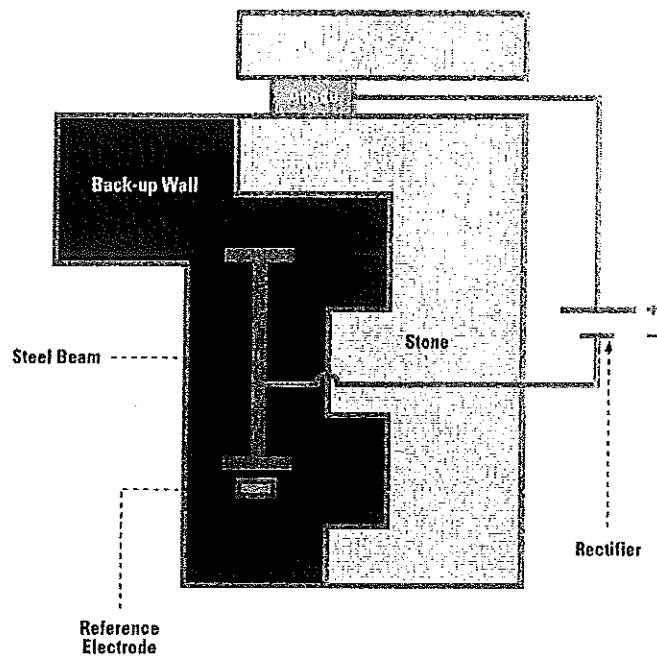 Back-up Wall
Stone
Steel Beam
+
−
Rectifier
Reference
Electrode